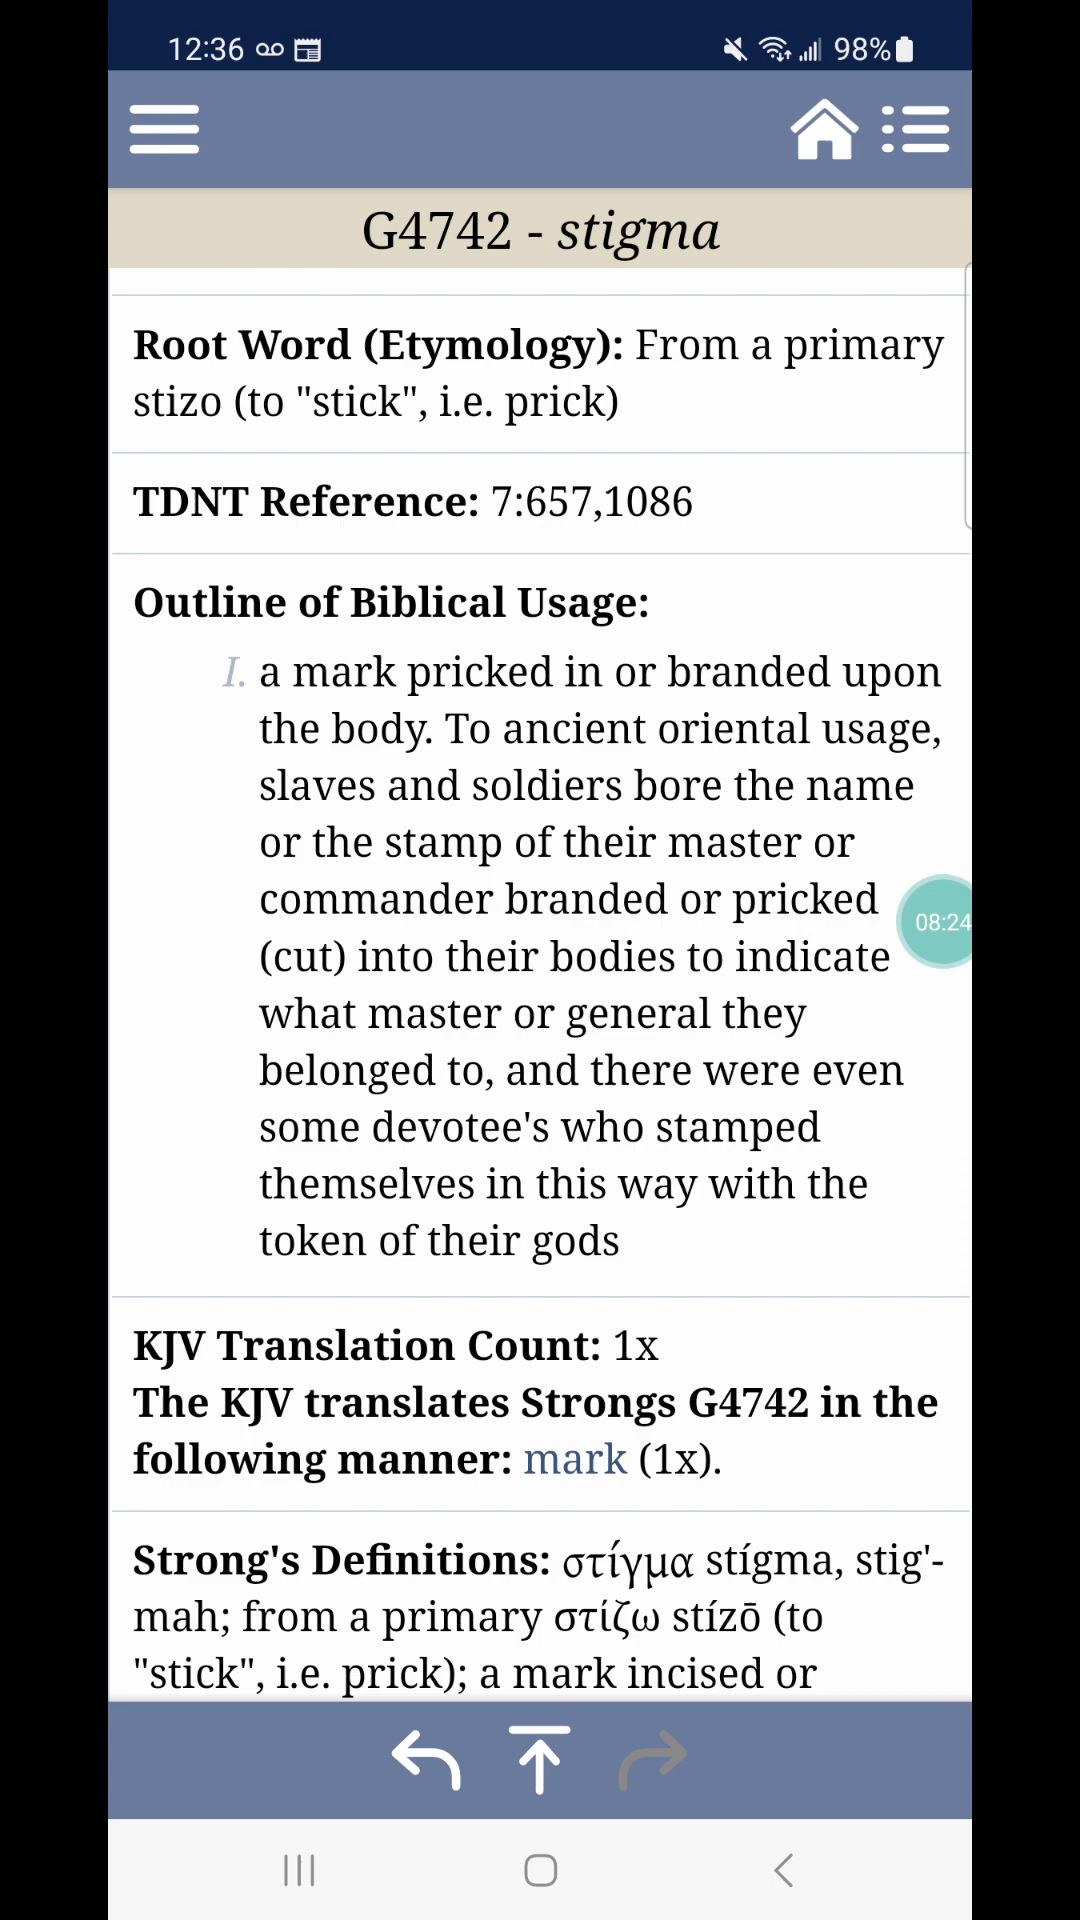 12:36
98%
G4742 - stigma
Root Word (Etymology): From a primary
stizo (to "stick", i.e. prick)
TDNT Reference: 7:657,1086
Outline of Biblical Usage:
I. a mark pricked in or branded upon
the body. To ancient oriental usage,
slaves and soldiers bore the name
or the stamp of their master or
commander branded or pricked
(cut) into their bodies to indicate
what master or general they
belonged to, and there were even
some devotee's who stamped
themselves in this way with the
token of their gods
08:24
KJV Translation Count: 1x
The KJV translates Strongs G4742 in the
following manner: mark (1x).
Strong's Definitions: στίγμα stígma, stig'-
mah; from a primary στίζω stízō (to
"stick", i.e. prick); a mark incised or